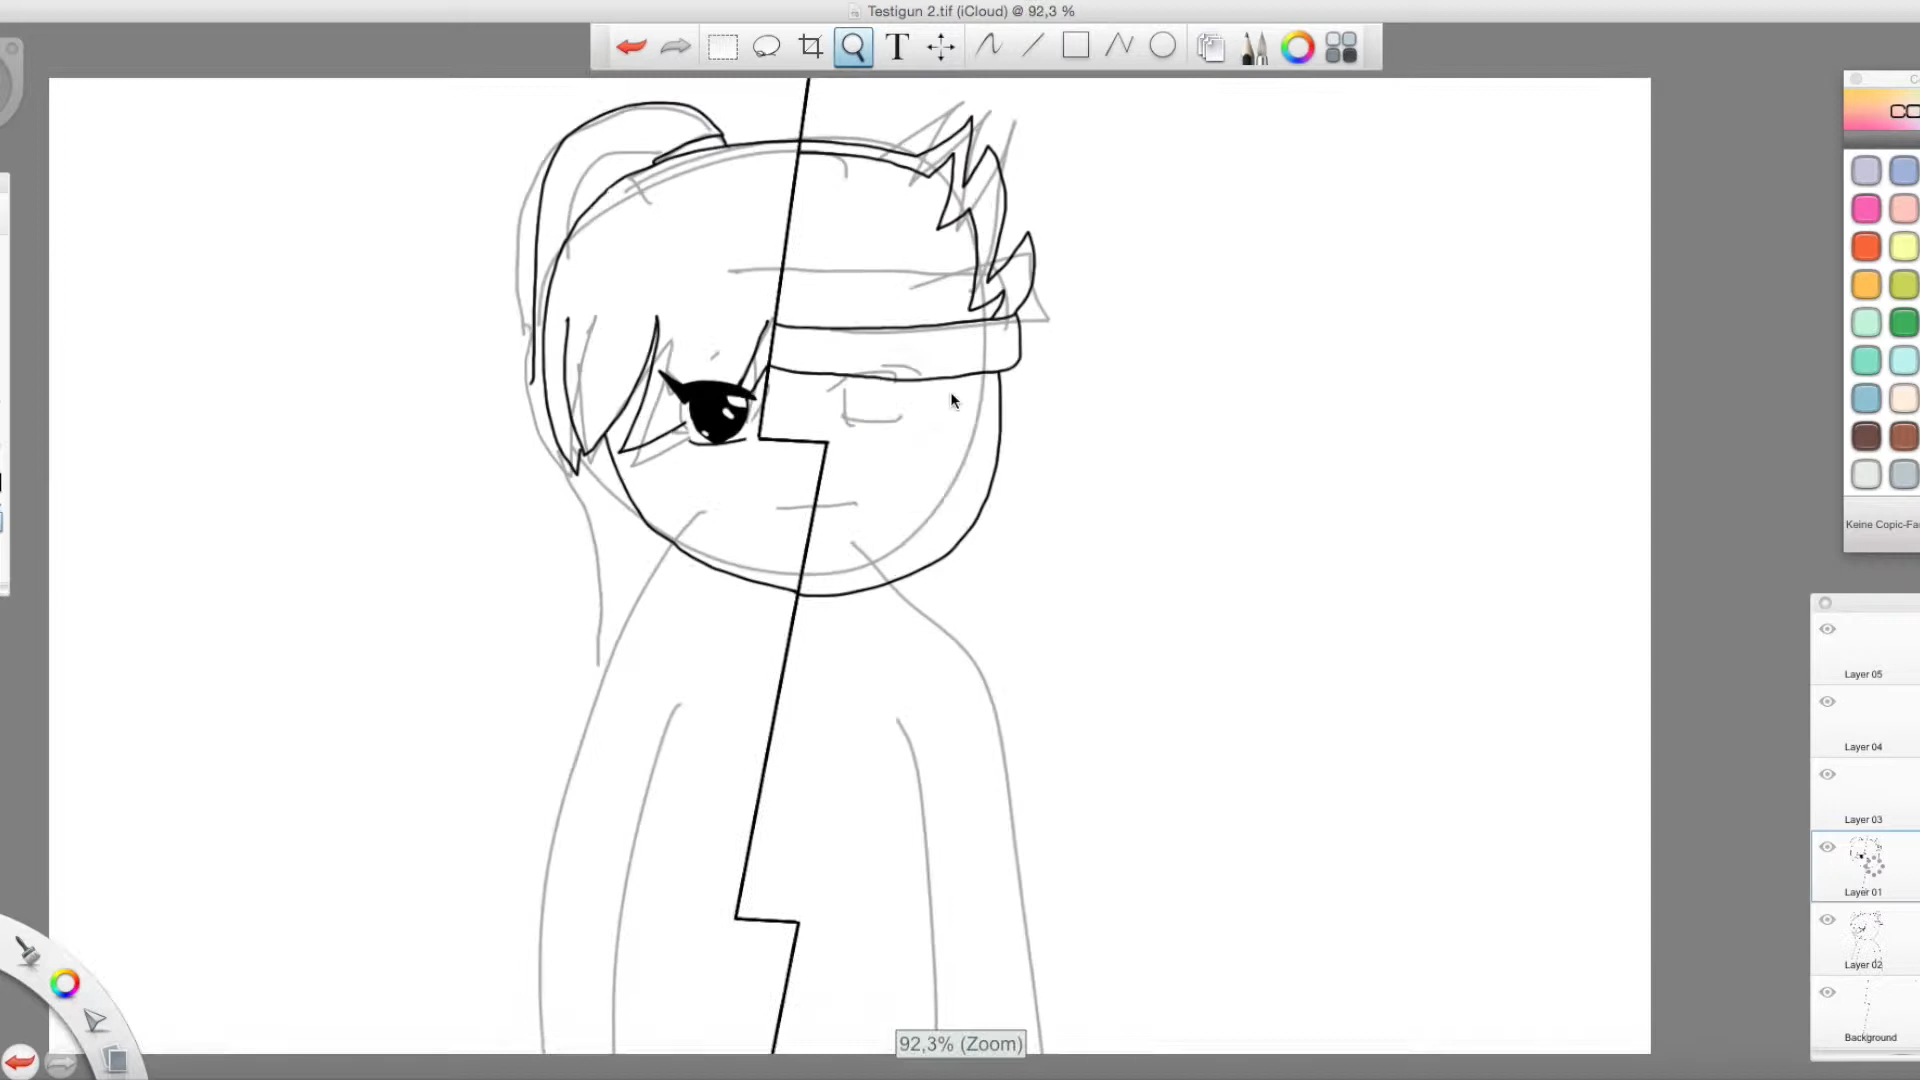 Testigun 2.tif (iCloud) @ 92,3 %
T
CO
Keine Copic-Fa
Layer 05
Layer 04
Layer 03
Layer 01
Layer 02
Background
92,3% (Zoom)